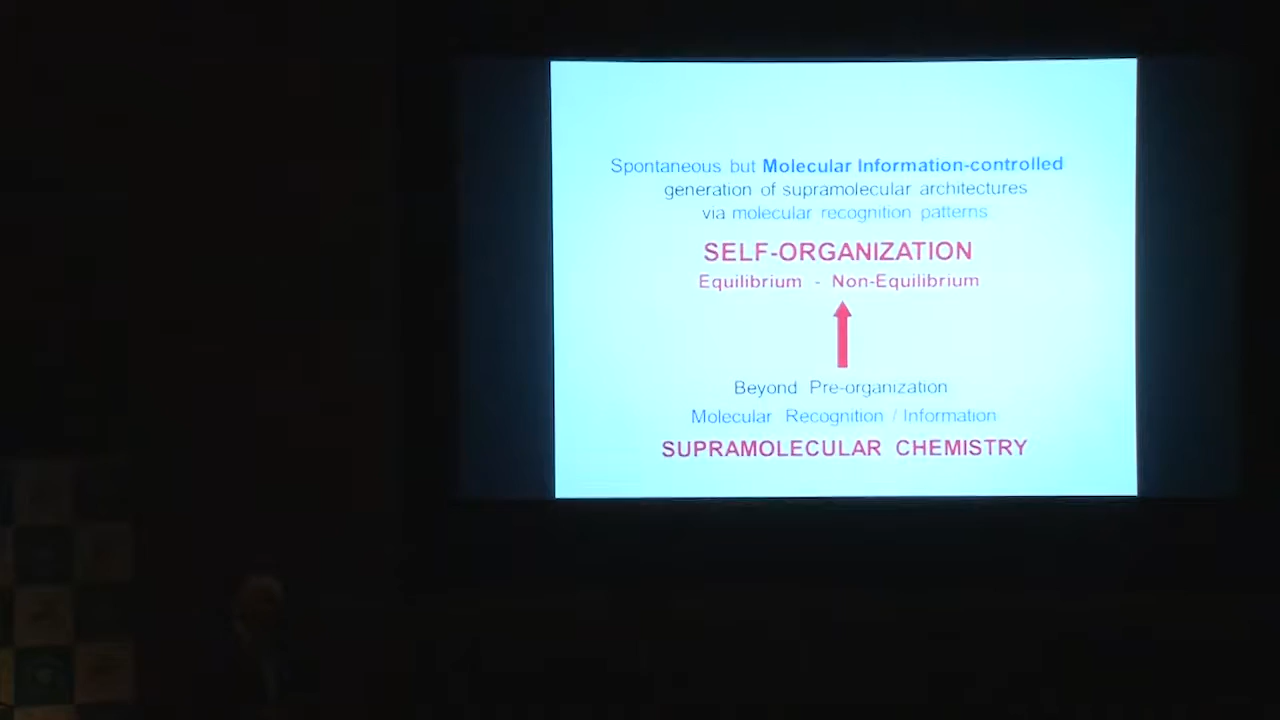 Spontaneous but Molecular Information-controlled
generation of supramolecular architectures
via molecular recognition patterns
SELF-ORGANIZATION
Equilibrium - Non-Equilibrium
Beyond Pre-organization
Molecular Recognition / Information
SUPRAMOLECULAR CHEMISTRY